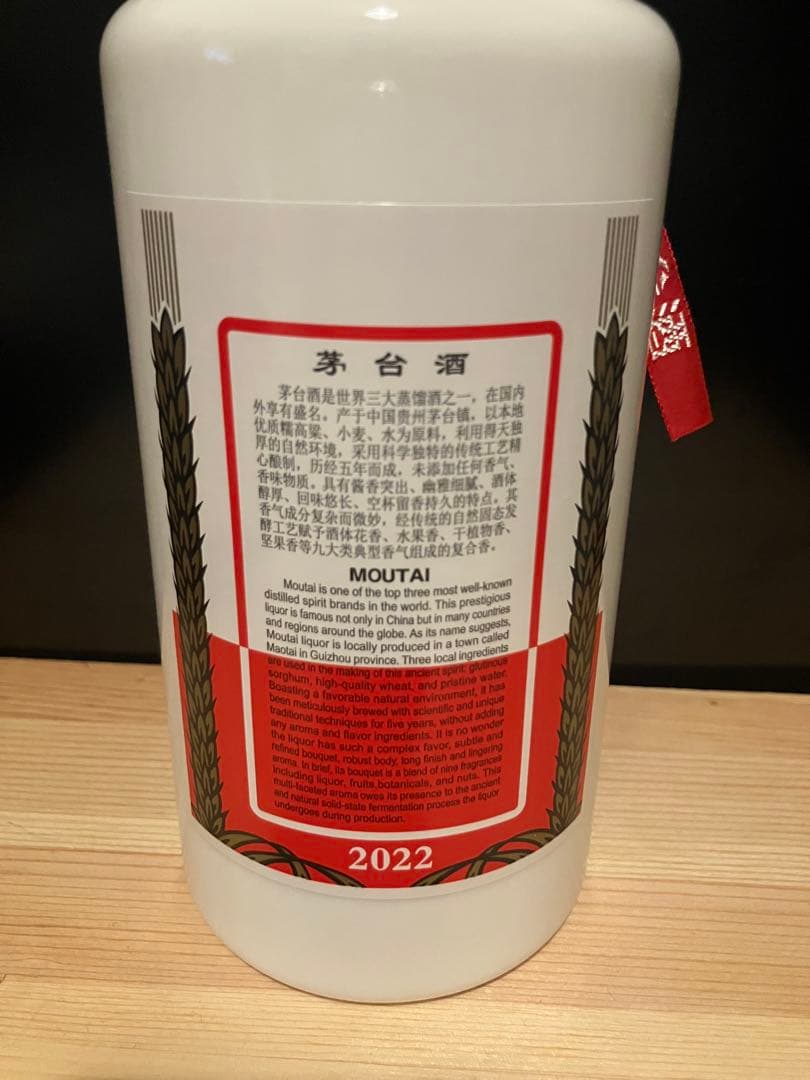 茅台酒
茅台酒是世界三大蒸馏酒之一，在国内
外享有盛名。产于中国贵州茅台镇，以本地
优质糯高粱、小麦、水为原料，利用得天独
厚的自然环境，采用科学独特的传统工艺精
心酿制，历经五年而成，未添加任何香气、
香味物质。具有酱香突出、幽雅细腻、酒体
醇厚、回味悠长、空杯留香持久的特点。其
香气成分复杂而微妙，经传统的自然固态发
酵工艺赋予酒体花香、水果香、干植物香、
坚果香等九大类典型香气组成的复合香。
MOUTAI
Moutai is one of the top three most well-known
distilled spirit brands in the world. This prestigious
liquor is famous not only in China but in many countries
and regions around the globe. As its name suggests,
Moutai liquor is locally produced in a town called
Maotai in Guizhou province. Three local ingredients
are used in the making of this ancient spirit: glutinous
sorghum, high-quality wheat, and pristine water.
Boasting a favorable natural environment, it has
been meticulously brewed with scientific and unique
traditional techniques for five years, without adding
any aroma and flavor ingredients. It is no wonder
the liquor has such a complex favor, subtle and
refined bouquet, robust body, long finish and lingering
aroma. In brief, its bouquet is a blend of nine fragrances
including liquor, fruits,botanicals, and nuts. This
multi-faceted aroma owes its presence to the ancient
and natural solid-state fermentation process the liquor
undergoes during production.
2022